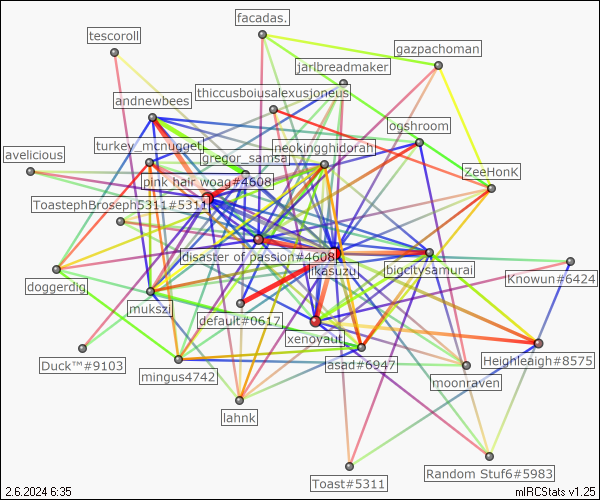 facadas.
tescoroll
gazpachoman
jarlbreadmaker
thiccusboiusalexusjoneus
andnewbees
ogshroom
turkey_mcnugget
neokingghidorah
avelicious
gregor_samsa
ZeeHonK
pink hair woag#4608
ToastephBroseph5311#5311
disaster of passion#4608
ikasuzu
bigcitysamurai
doggerdig
Knowun#6424
mukszi
default#0617
xenoyaut
Duck™#9103
mingus4742
asad#6947
Heighleaigh#8575
moonraven
lahnk
Toast#5311
Random Stuf6#5983
2.6.2024 6:35
mIRCStats v1.25